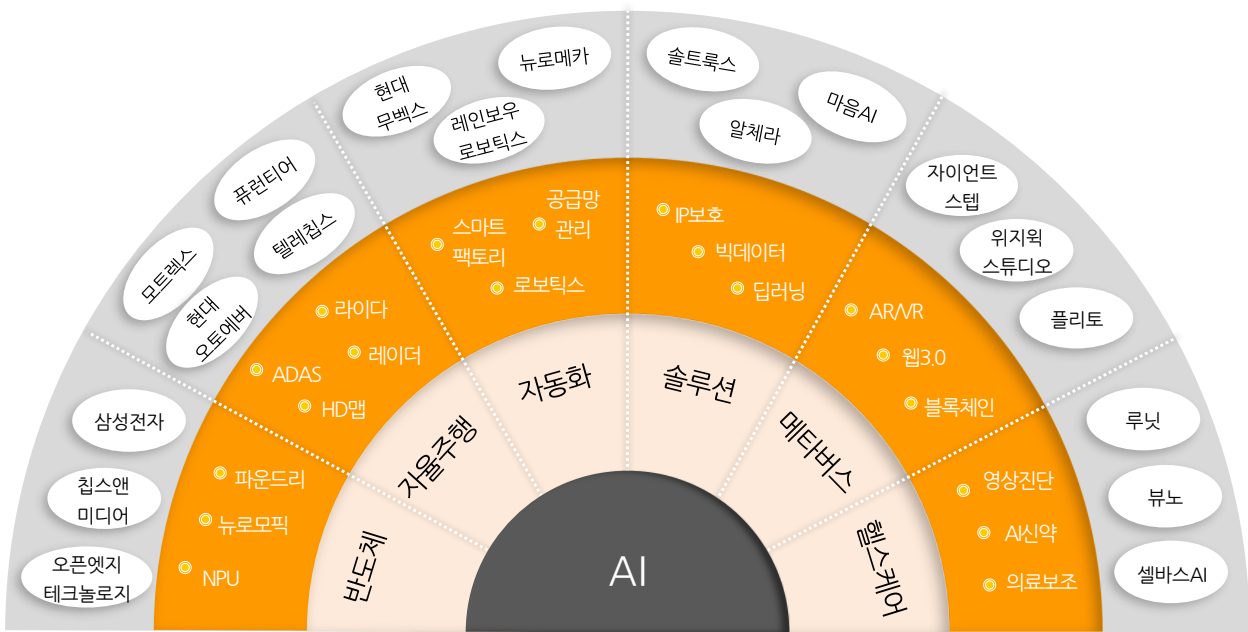 뉴로메카
현대
무벡스
레인보우
로보틱스
솔트룩스
마음AI
알체라
퓨런티어
텔레칩스
모트렉스
현대
오토에버
자이언트
스텝
위지윅
스튜디오
플리토
삼성전자
칩스앤
미디어
오픈엣지
테크놀로지
루닛
뷰노
셀바스AI
공급망
관리
스마트
팩토리
로보틱스
IP보호
빅데이터
딥러닝
라이다
레이더
ADAS
HD맵
AR/VR
웹3.0
블록체인
파운드리
뉴로모픽
NPU
영상진단
AI신약
의료보조
반도체
자율주행
자동화
솔루션
메타버스
헬스케어
AI